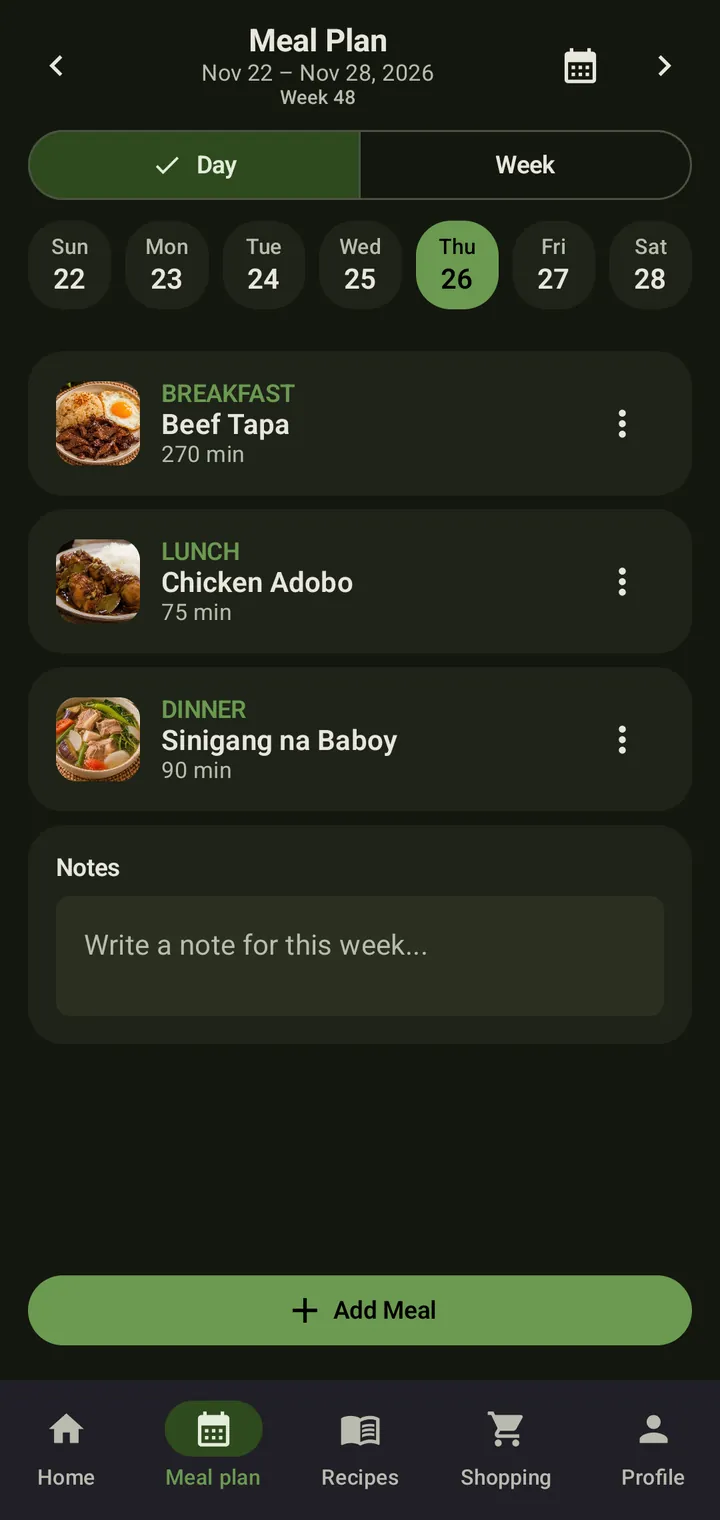 Meal Plan
Nov 22 – Nov 28, 2026
Week 48
Day
Week
Sun Mon Tue Wed Thu Fri Sat
22 23 24 25 26 27 28
BREAKFAST
Beef Tapa
270 min
LUNCH
Chicken Adobo
75 min
DINNER
Sinigang na Baboy
90 min
Notes
Write a note for this week...
Add Meal
Home Meal plan Recipes Shopping Profile